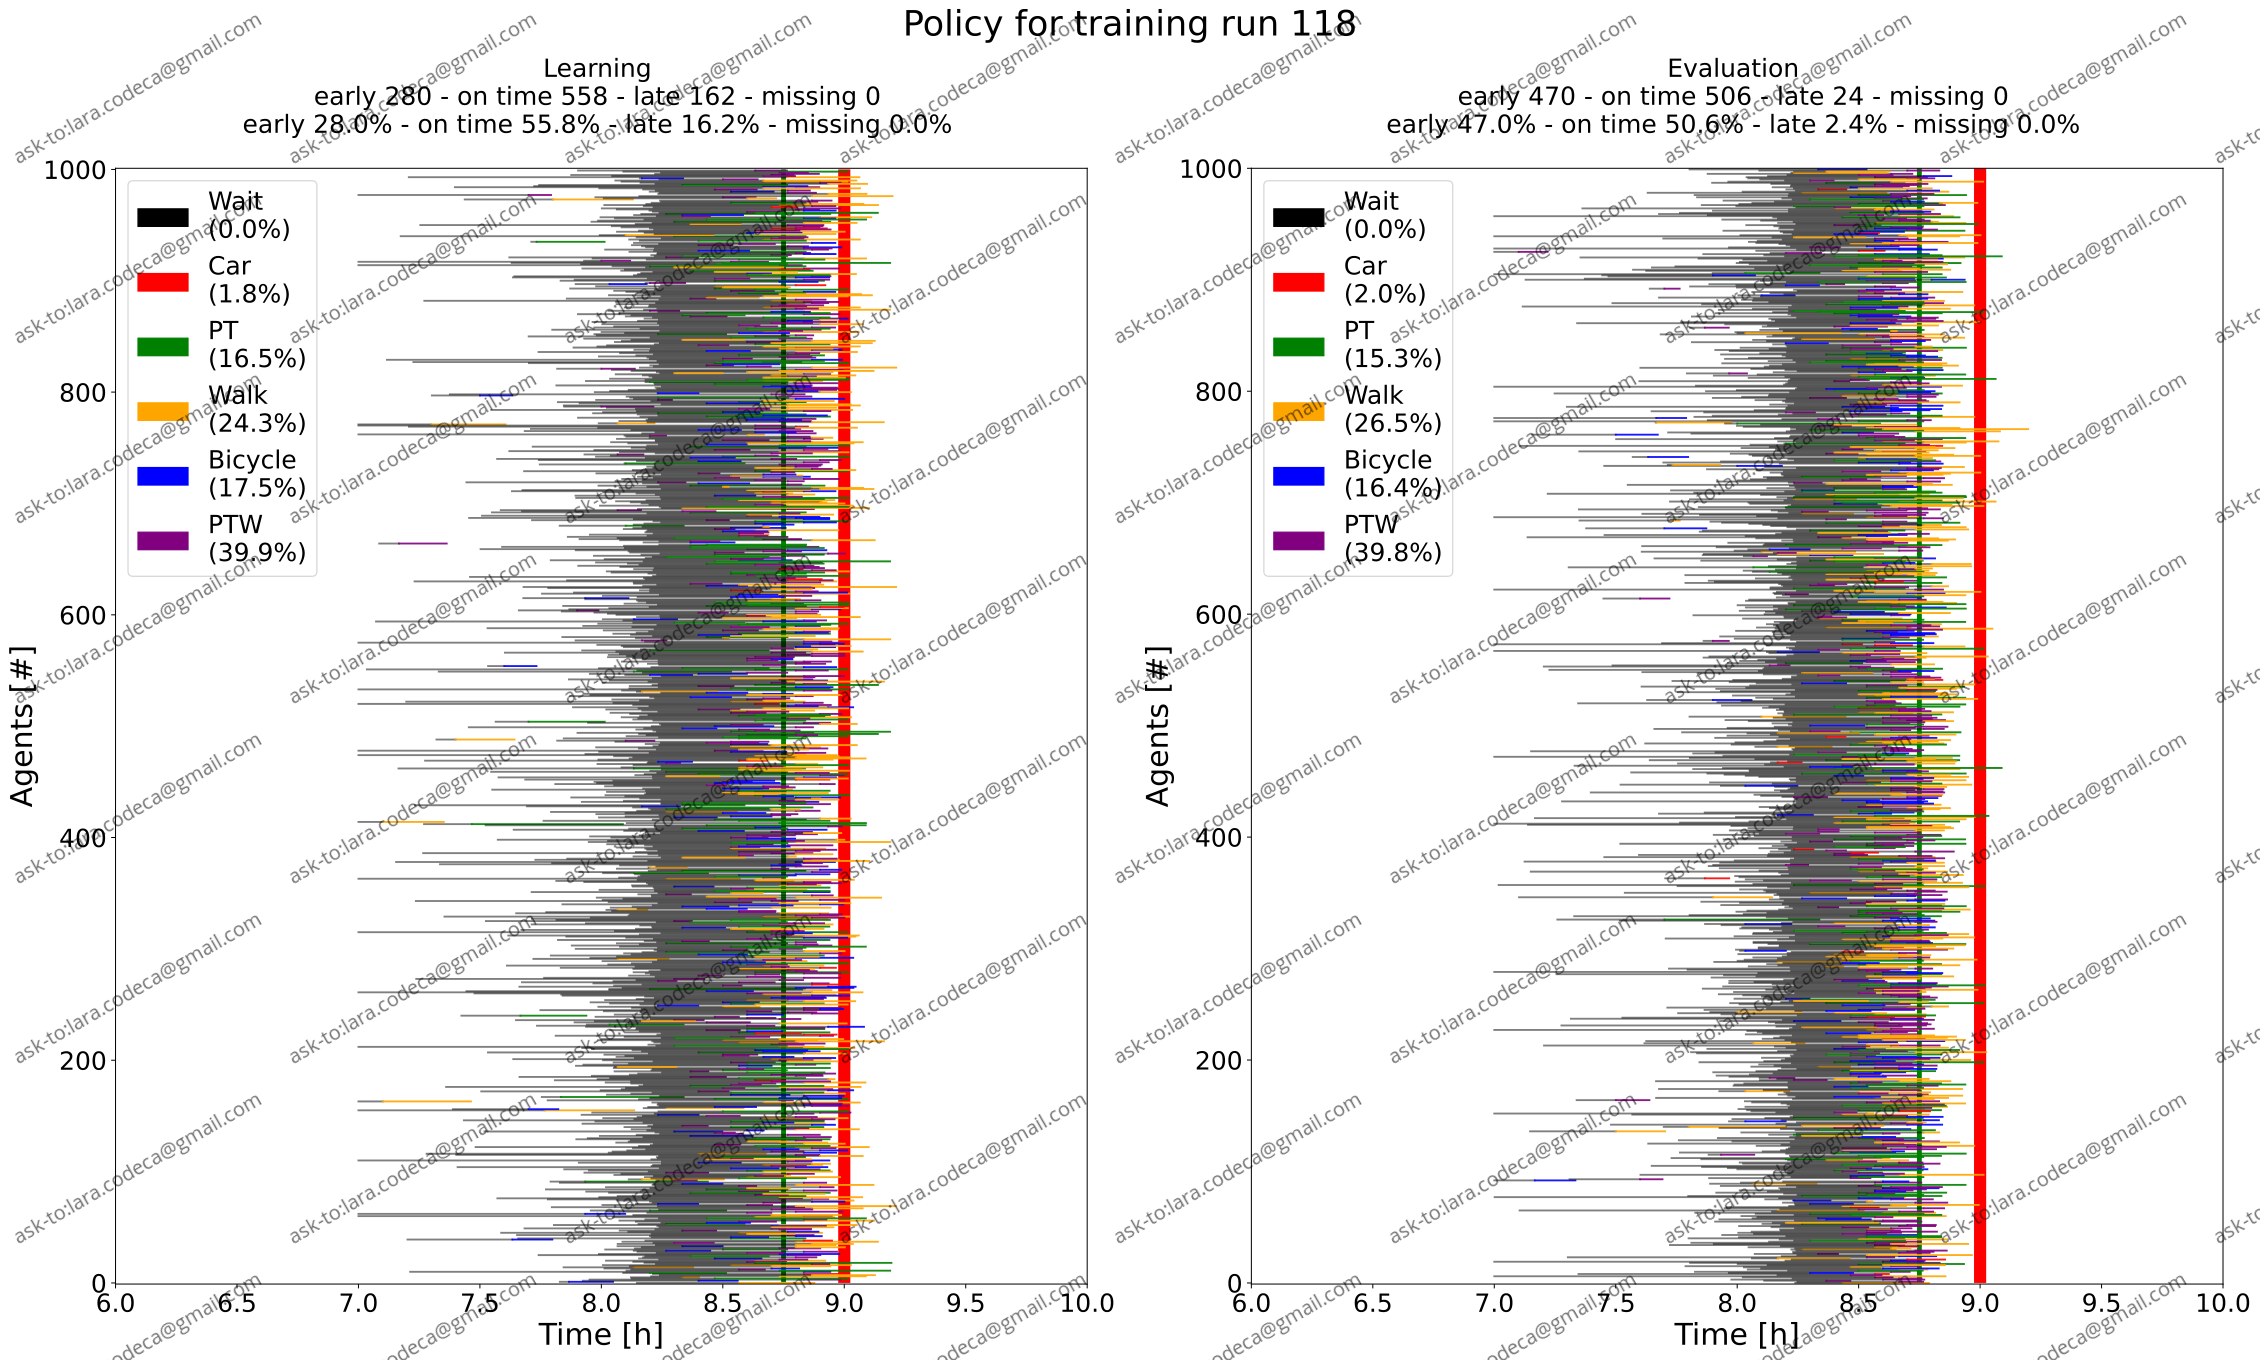 Policy for training run 118
Learning
early 280 - on time 558 - late 162 - missing 0
early 28.0% - on time 55.8% - late 16.2% - missing 0.0%
Evaluation
early 470 - on time 506 - late 24 - missing 0
early 47.0% - on time 50.6% - late 2.4% - missing 0.0%
Agents [#]
1000
800
600
400
200
0
Wait
(0.0%)
Car
(1.8%)
PT
(16.5%)
Walk
(24.3%)
Bicycle
(17.5%)
PTW
(39.9%)
6.0 6.5 7.0 7.5 8.0 8.5 9.0 9.5 10.0
Time [h]
Agents [#]
1000
800
600
400
200
0
Wait
(0.0%)
Car
(2.0%)
PT
(15.3%)
Walk
(26.5%)
Bicycle
(16.4%)
PTW
(39.8%)
6.0 6.5 7.0 7.5 8.0 8.5 9.0 9.5 10.0
Time [h]
ask-to:lara.codeca@gmail.com